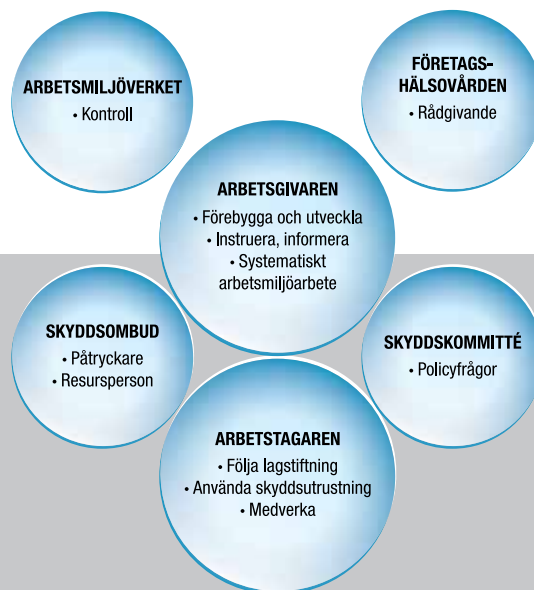 ARBETSMILJÖVERKET
• Kontroll
FÖRETAGS-
HÄLSOVÅRDEN
• Rådgivande
ARBETSGIVAREN
• Förebygga och utveckla
• Instruera, informera
• Systematiskt
arbetsmiljöarbete
SKYDDSOMBUD
• Påtryckare
• Resursperson
SKYDDSKOMMITTÉ
• Policyfrågor
ARBETSTAGAREN
• Följa lagstiftning
• Använda skyddsutrustning
• Medverka